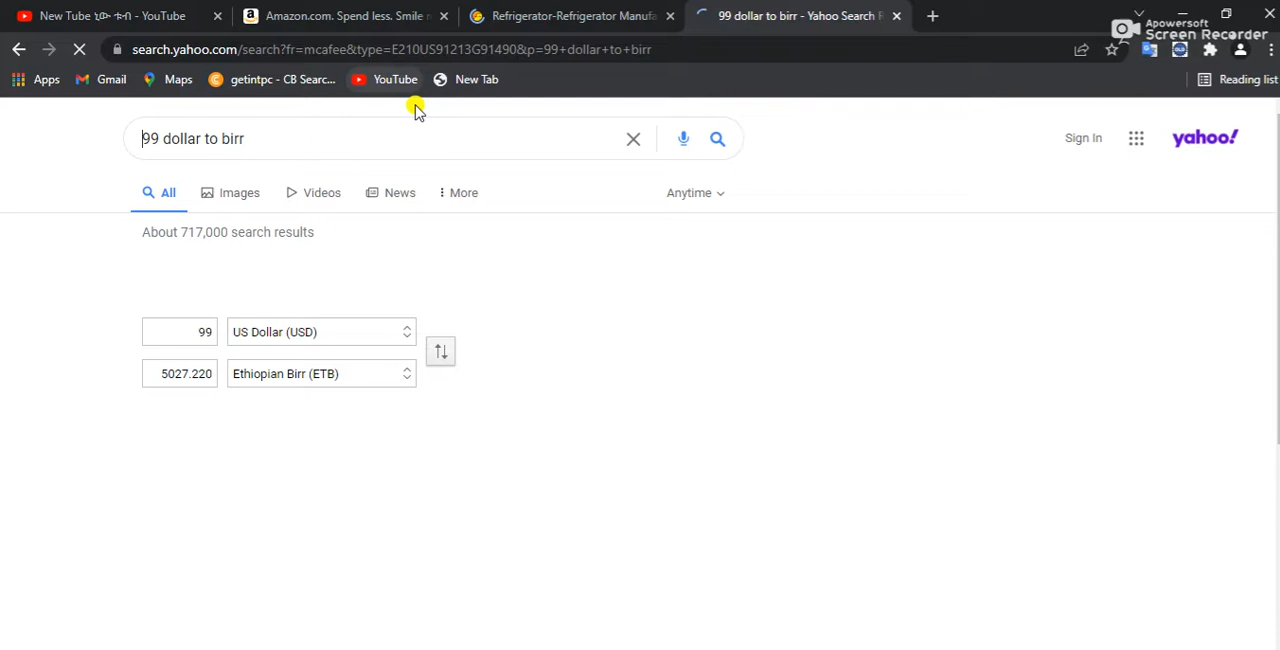 New Tube ነው ተብ - YouTube
Amazon.com. Spend less. Smile m
Refrigerator-Refrigerator Manufa
99 dollar to birr - Yahoo Search R
Apowersoft
Screen Recorder
search.yahoo.com/search?fr=mcafee&type=E210US91213G91490&p=99+dollar+to+birr
Apps
Gmail
Maps
getintpc - CB Searc...
YouTube
New Tab
Reading list
99 dollar to birr
Sign In
yahoo!
All
Images
Videos
News
More
Anytime
About 717,000 search results
99
US Dollar (USD)
5027.220
Ethiopian Birr (ETB)